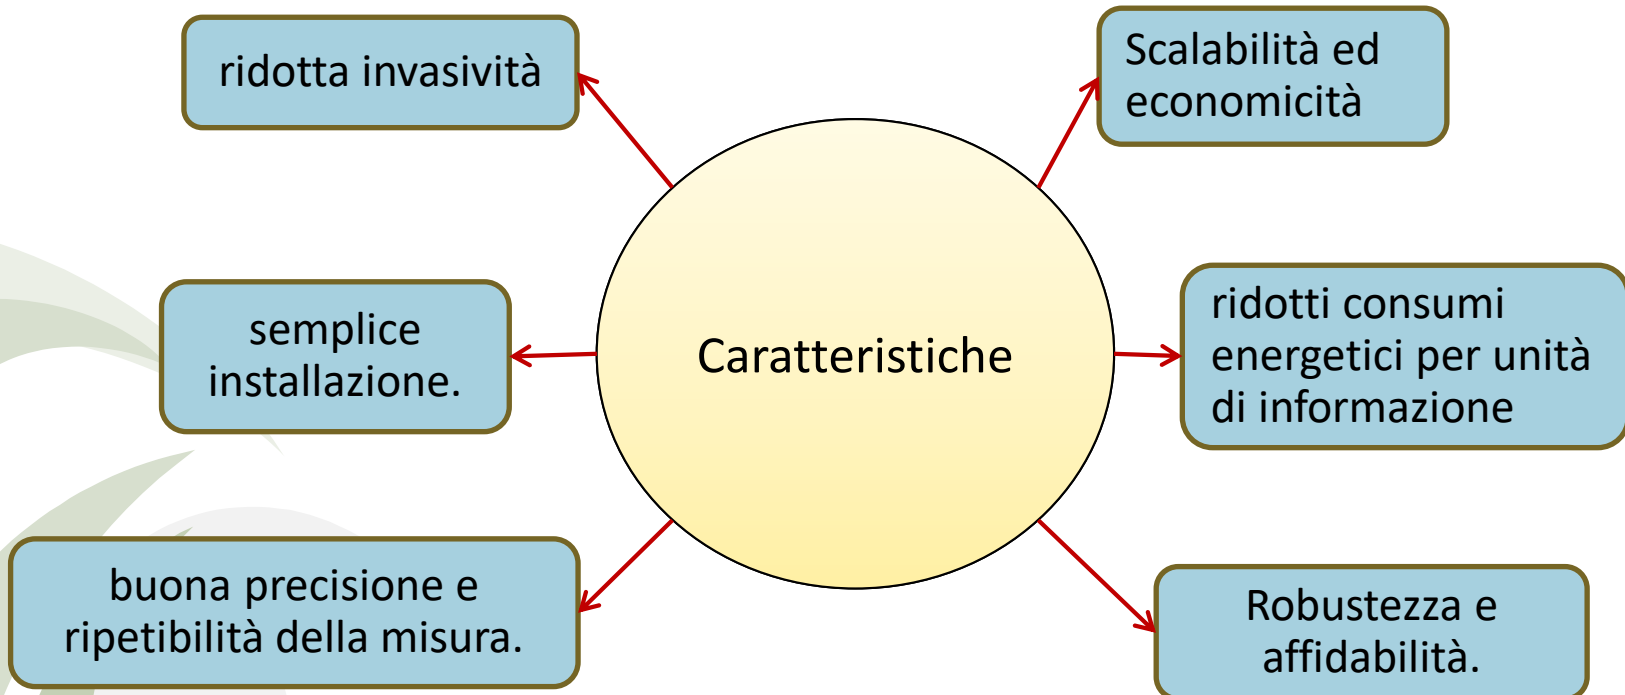 ridotta invasività
Scalabilità ed
economicità
semplice
installazione.
Caratteristiche
ridotti consumi
energetici per unità
di informazione
buona precisione e
ripetibilità della misura.
Robustezza e
affidabilità.